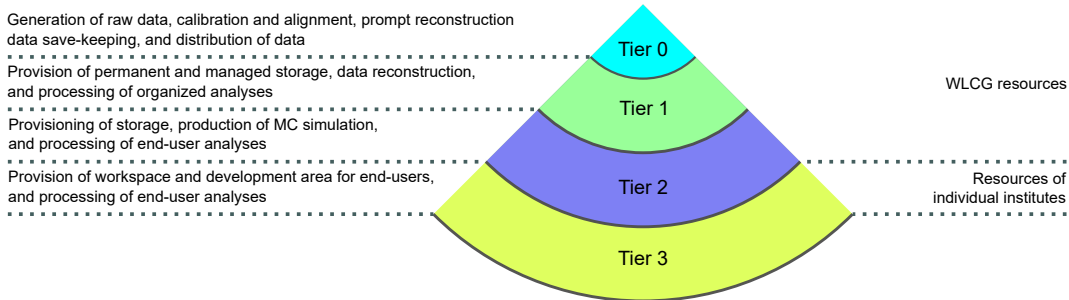 Generation of raw data, calibration and alignment, prompt reconstruction
data save-keeping, and distribution of data
Tier 0
Provision of permanent and managed storage, data reconstruction,
and processing of organized analyses
WLCG resources
Tier 1
Provisioning of storage, production of MC simulation,
and processing of end-user analyses
Tier 2
Provision of workspace and development area for end-users,
and processing of end-user analyses
Resources of
individual institutes
Tier 3